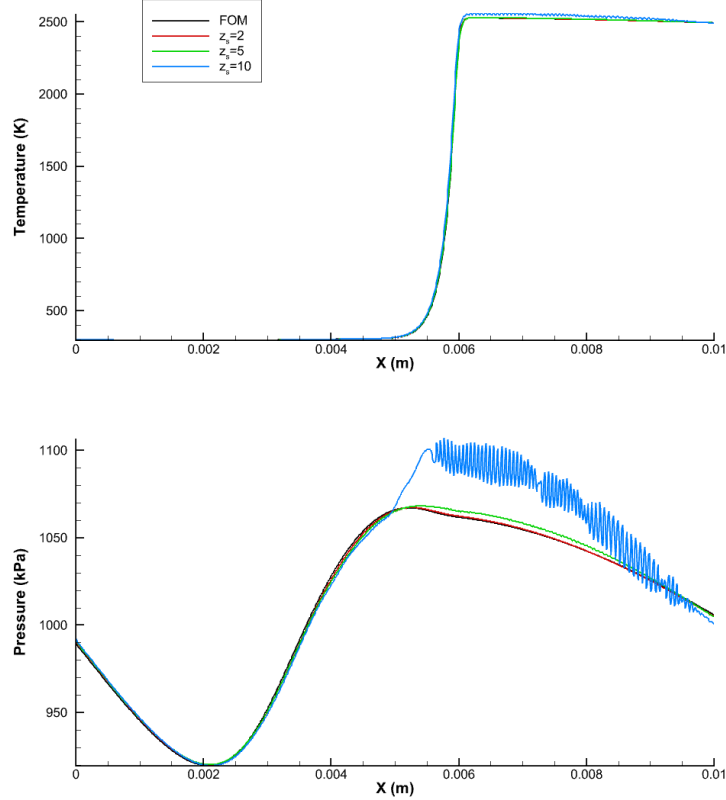 FOM
z_s=2
z_s=5
z_s=10
Temperature (K)
2500
2000
1500
1000
500
0 0.002 0.004 0.006 0.008 0.01
X (m)
Pressure (kPa)
1100
1050
1000
950
0 0.002 0.004 0.006 0.008 0.01
X (m)